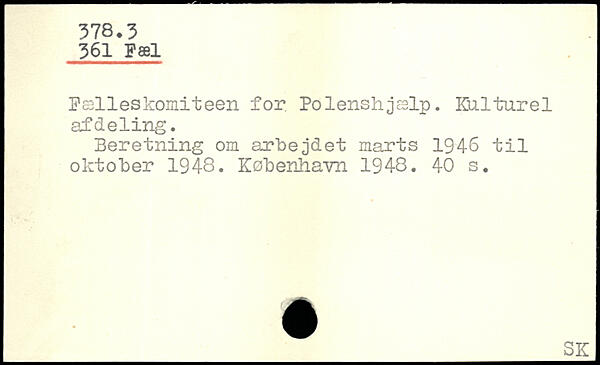 378.3
361 Fæl
Fælleskomiteen for Polenshjælp. Kulturel
afdeling.
Beretning om arbejdet marts 1946 til
oktober 1948. København 1948. 40 s.
SK